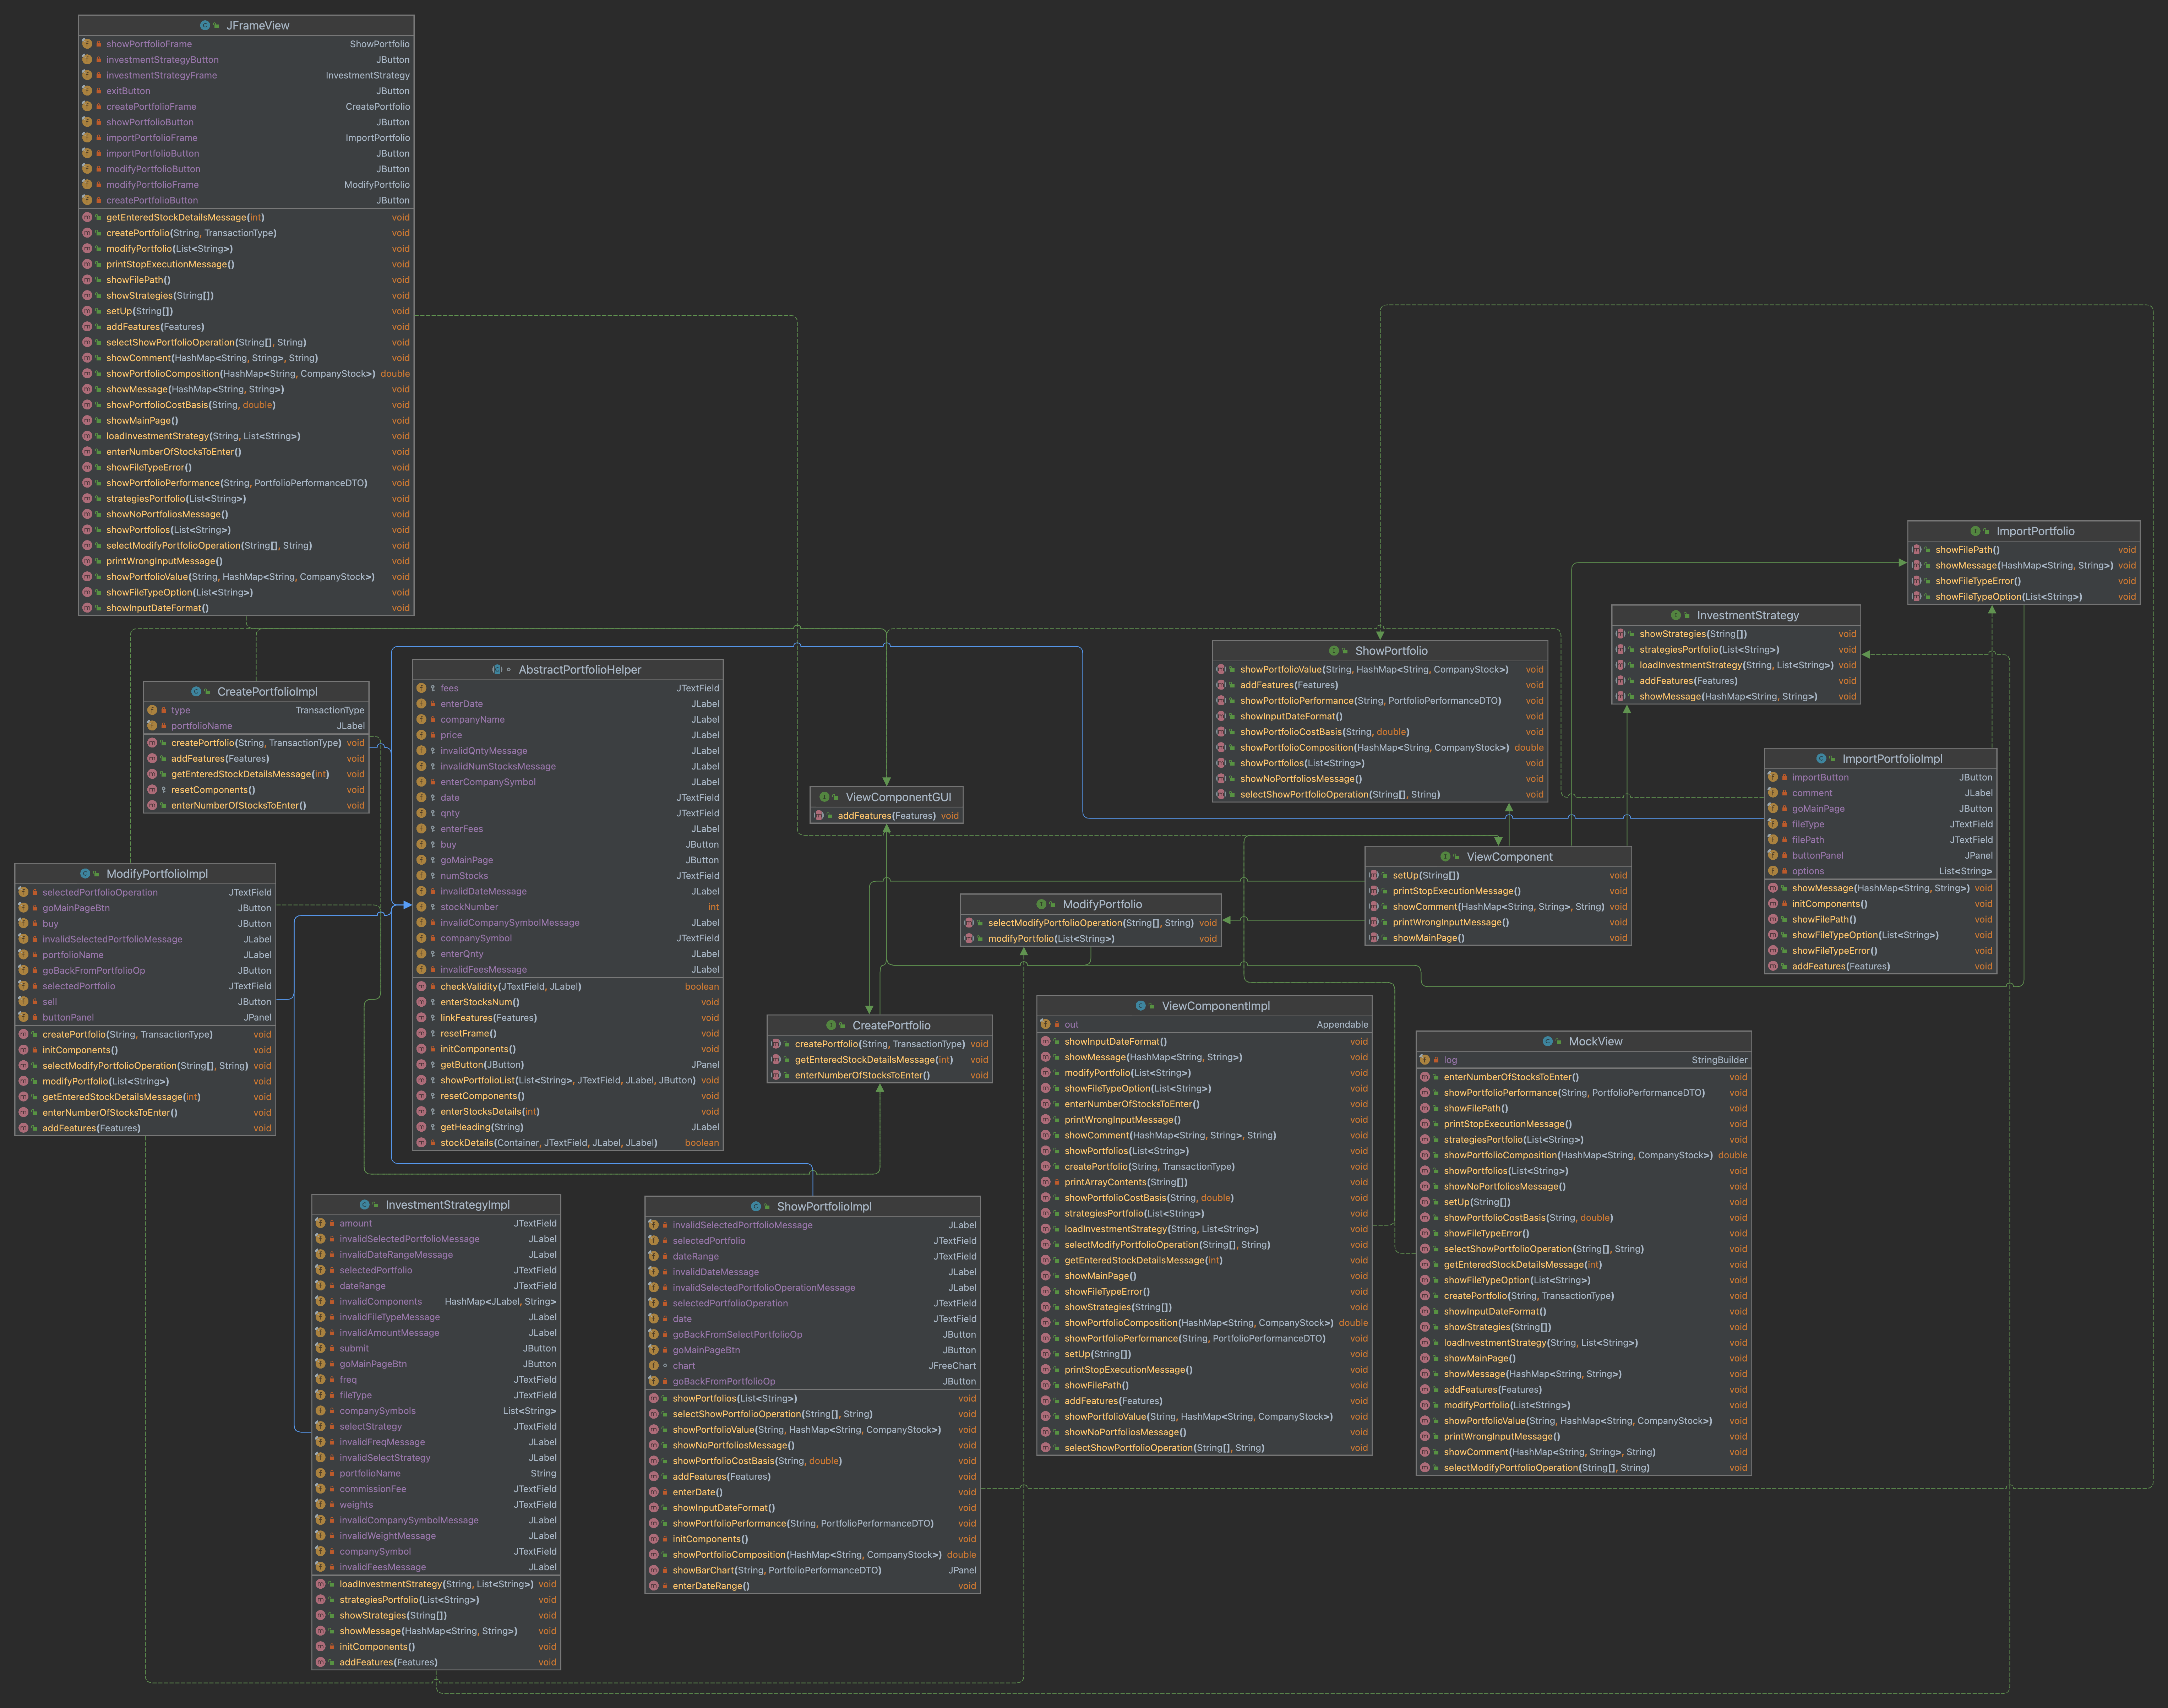 JFrameView
showPortfolioFrame ShowPortfolio
investmentStrategyButton JButton
investmentStrategyFrame InvestmentStrategy
exitButton JButton
createPortfolioFrame CreatePortfolio
showPortfolioButton JButton
importPortfolioFrame ImportPortfolio
importPortfolioButton JButton
modifyPortfolioButton JButton
modifyPortfolioFrame ModifyPortfolio
createPortfolioButton JButton
getEnteredStockDetailsMessage(int) void
createPortfolio(String, TransactionType) void
modifyPortfolio(List<String>) void
printStopExecutionMessage() void
showFilePath() void
showStrategies(String[]) void
setUp(String[]) void
addFeatures(Features) void
selectShowPortfolioOperation(String[], String) void
showComment(HashMap<String, String>, String) void
showPortfolioComposition(HashMap<String, CompanyStock>) double
showMessage(HashMap<String, String>) void
showPortfolioCostBasis(String, double) void
showMainPage() void
loadInvestmentStrategy(String, List<String>) void
enterNumberOfStocksToEnter() void
showFileTypeError() void
showPortfolioPerformance(String, PortfolioPerformanceDTO) void
strategiesPortfolio(List<String>) void
showNoPortfoliosMessage() void
showPortfolios(List<String>) void
selectModifyPortfolioOperation(String[], String) void
printWrongInputMessage() void
showPortfolioValue(String, HashMap<String, CompanyStock>) void
showFileTypeOption(List<String>) void
showInputDateFormat() void
ImportPortfolio
showFilePath() void
showMessage(HashMap<String, String>) void
showFileTypeError() void
showFileTypeOption(List<String>) void
InvestmentStrategy
showStrategies(String[]) void
strategiesPortfolio(List<String>) void
loadInvestmentStrategy(String, List<String>) void
addFeatures(Features) void
showMessage(HashMap<String, String>) void
ShowPortfolio
showPortfolioValue(String, HashMap<String, CompanyStock>) void
addFeatures(Features) void
showPortfolioPerformance(String, PortfolioPerformanceDTO) void
showInputDateFormat() void
showPortfolioCostBasis(String, double) void
showPortfolioComposition(HashMap<String, CompanyStock>) double
showPortfolios(List<String>) void
showNoPortfoliosMessage() void
selectShowPortfolioOperation(String[], String) void
CreatePortfolioImpl
type TransactionType
portfolioName JLabel
createPortfolio(String, TransactionType) void
addFeatures(Features) void
getEnteredStockDetailsMessage(int) void
resetComponents() void
enterNumberOfStocksToEnter() void
AbstractPortfolioHelper
fees JTextField
enterDate JLabel
companyName JLabel
price JLabel
invalidQntyMessage JLabel
invalidNumStocksMessage JLabel
enterCompanySymbol JLabel
date JTextField
qnty JTextField
enterFees JLabel
buy JButton
goMainPage JButton
numStocks JTextField
invalidDateMessage JLabel
stockNumber int
invalidCompanySymbolMessage JLabel
companySymbol JTextField
enterQnty JLabel
invalidFeesMessage JLabel
checkValidity(JTextField, JLabel) boolean
enterStocksNum() void
linkFeatures(Features) void
resetFrame() void
initComponents() void
getButton(JButton) JPanel
showPortfolioList(List<String>, JTextField, JLabel, JButton) void
resetComponents() void
enterStocksDetails(int) void
getHeading(String) JLabel
stockDetails(Container, JTextField, JLabel, JLabel) boolean
ViewComponentGUI
addFeatures(Features) void
ImportPortfolioImpl
importButton JButton
comment JLabel
goMainPage JButton
fileType JTextField
filePath JTextField
buttonPanel JPanel
options List<String>
showMessage(HashMap<String, String>) void
initComponents() void
showFilePath() void
showFileTypeOption(List<String>) void
showFileTypeError() void
addFeatures(Features) void
ViewComponent
setUp(String[]) void
printStopExecutionMessage() void
showComment(HashMap<String, String>, String) void
printWrongInputMessage() void
showMainPage() void
ModifyPortfolioImpl
selectedPortfolioOperation JTextField
goMainPageBtn JButton
buy JButton
invalidSelectedPortfolioMessage JLabel
portfolioName JLabel
goBackFromPortfolioOp JButton
selectedPortfolio JTextField
sell JButton
buttonPanel JPanel
createPortfolio(String, TransactionType) void
initComponents() void
selectModifyPortfolioOperation(String[], String) void
modifyPortfolio(List<String>) void
getEnteredStockDetailsMessage(int) void
enterNumberOfStocksToEnter() void
addFeatures(Features) void
ModifyPortfolio
selectModifyPortfolioOperation(String[], String) void
modifyPortfolio(List<String>) void
CreatePortfolio
createPortfolio(String, TransactionType) void
getEnteredStockDetailsMessage(int) void
enterNumberOfStocksToEnter() void
ViewComponentImpl
out Appendable
showInputDateFormat() void
showMessage(HashMap<String, String>) void
modifyPortfolio(List<String>) void
showFileTypeOption(List<String>) void
enterNumberOfStocksToEnter() void
printWrongInputMessage() void
showComment(HashMap<String, String>, String) void
showPortfolios(List<String>) void
createPortfolio(String, TransactionType) void
printArrayContents(String[]) void
showPortfolioCostBasis(String, double) void
strategiesPortfolio(List<String>) void
loadInvestmentStrategy(String, List<String>) void
selectModifyPortfolioOperation(String[], String) void
getEnteredStockDetailsMessage(int) void
showMainPage() void
showFileTypeError() void
showStrategies(String[]) void
showPortfolioComposition(HashMap<String, CompanyStock>) double
showPortfolioPerformance(String, PortfolioPerformanceDTO) void
setUp(String[]) void
printStopExecutionMessage() void
showFilePath() void
addFeatures(Features) void
showPortfolioValue(String, HashMap<String, CompanyStock>) void
showNoPortfoliosMessage() void
selectShowPortfolioOperation(String[], String) void
MockView
log StringBuilder
enterNumberOfStocksToEnter() void
showPortfolioPerformance(String, PortfolioPerformanceDTO) void
showFilePath() void
printStopExecutionMessage() void
strategiesPortfolio(List<String>) void
showPortfolioComposition(HashMap<String, CompanyStock>) double
showPortfolios(List<String>) void
showNoPortfoliosMessage() void
setUp(String[]) void
showPortfolioCostBasis(String, double) void
showFileTypeError() void
selectShowPortfolioOperation(String[], String) void
getEnteredStockDetailsMessage(int) void
showFileTypeOption(List<String>) void
createPortfolio(String, TransactionType) void
showInputDateFormat() void
showStrategies(String[]) void
loadInvestmentStrategy(String, List<String>) void
showMainPage() void
showMessage(HashMap<String, String>) void
addFeatures(Features) void
modifyPortfolio(List<String>) void
showPortfolioValue(String, HashMap<String, CompanyStock>) void
printWrongInputMessage() void
showComment(HashMap<String, String>, String) void
selectModifyPortfolioOperation(String[], String) void
InvestmentStrategyImpl
amount JTextField
invalidSelectedPortfolioMessage JLabel
invalidDateRangeMessage JLabel
selectedPortfolio JTextField
dateRange JTextField
invalidComponents HashMap<JLabel, String>
invalidFileTypeMessage JLabel
invalidAmountMessage JLabel
submit JButton
goMainPageBtn JButton
freq JTextField
fileType JTextField
companySymbols List<String>
selectStrategy JTextField
invalidFreqMessage JLabel
invalidSelectStrategy JLabel
portfolioName String
commissionFee JTextField
weights JTextField
invalidCompanySymbolMessage JLabel
invalidWeightMessage JLabel
companySymbol JTextField
invalidFeesMessage JLabel
loadInvestmentStrategy(String, List<String>) void
strategiesPortfolio(List<String>) void
showStrategies(String[]) void
showMessage(HashMap<String, String>) void
initComponents() void
addFeatures(Features) void
ShowPortfolioImpl
invalidSelectedPortfolioMessage JLabel
selectedPortfolio JTextField
dateRange JTextField
invalidDateMessage JLabel
invalidSelectedPortfolioOperationMessage JLabel
selectedPortfolioOperation JTextField
date JTextField
goBackFromSelectPortfolioOp JButton
goMainPageBtn JButton
chart JFreeChart
goBackFromPortfolioOp JButton
showPortfolios(List<String>) void
selectShowPortfolioOperation(String[], String) void
showPortfolioValue(String, HashMap<String, CompanyStock>) void
showNoPortfoliosMessage() void
showPortfolioCostBasis(String, double) void
addFeatures(Features) void
enterDate() void
showInputDateFormat() void
showPortfolioPerformance(String, PortfolioPerformanceDTO) void
initComponents() void
showPortfolioComposition(HashMap<String, CompanyStock>) double
showBarChart(String, PortfolioPerformanceDTO) JPanel
enterDateRange() void